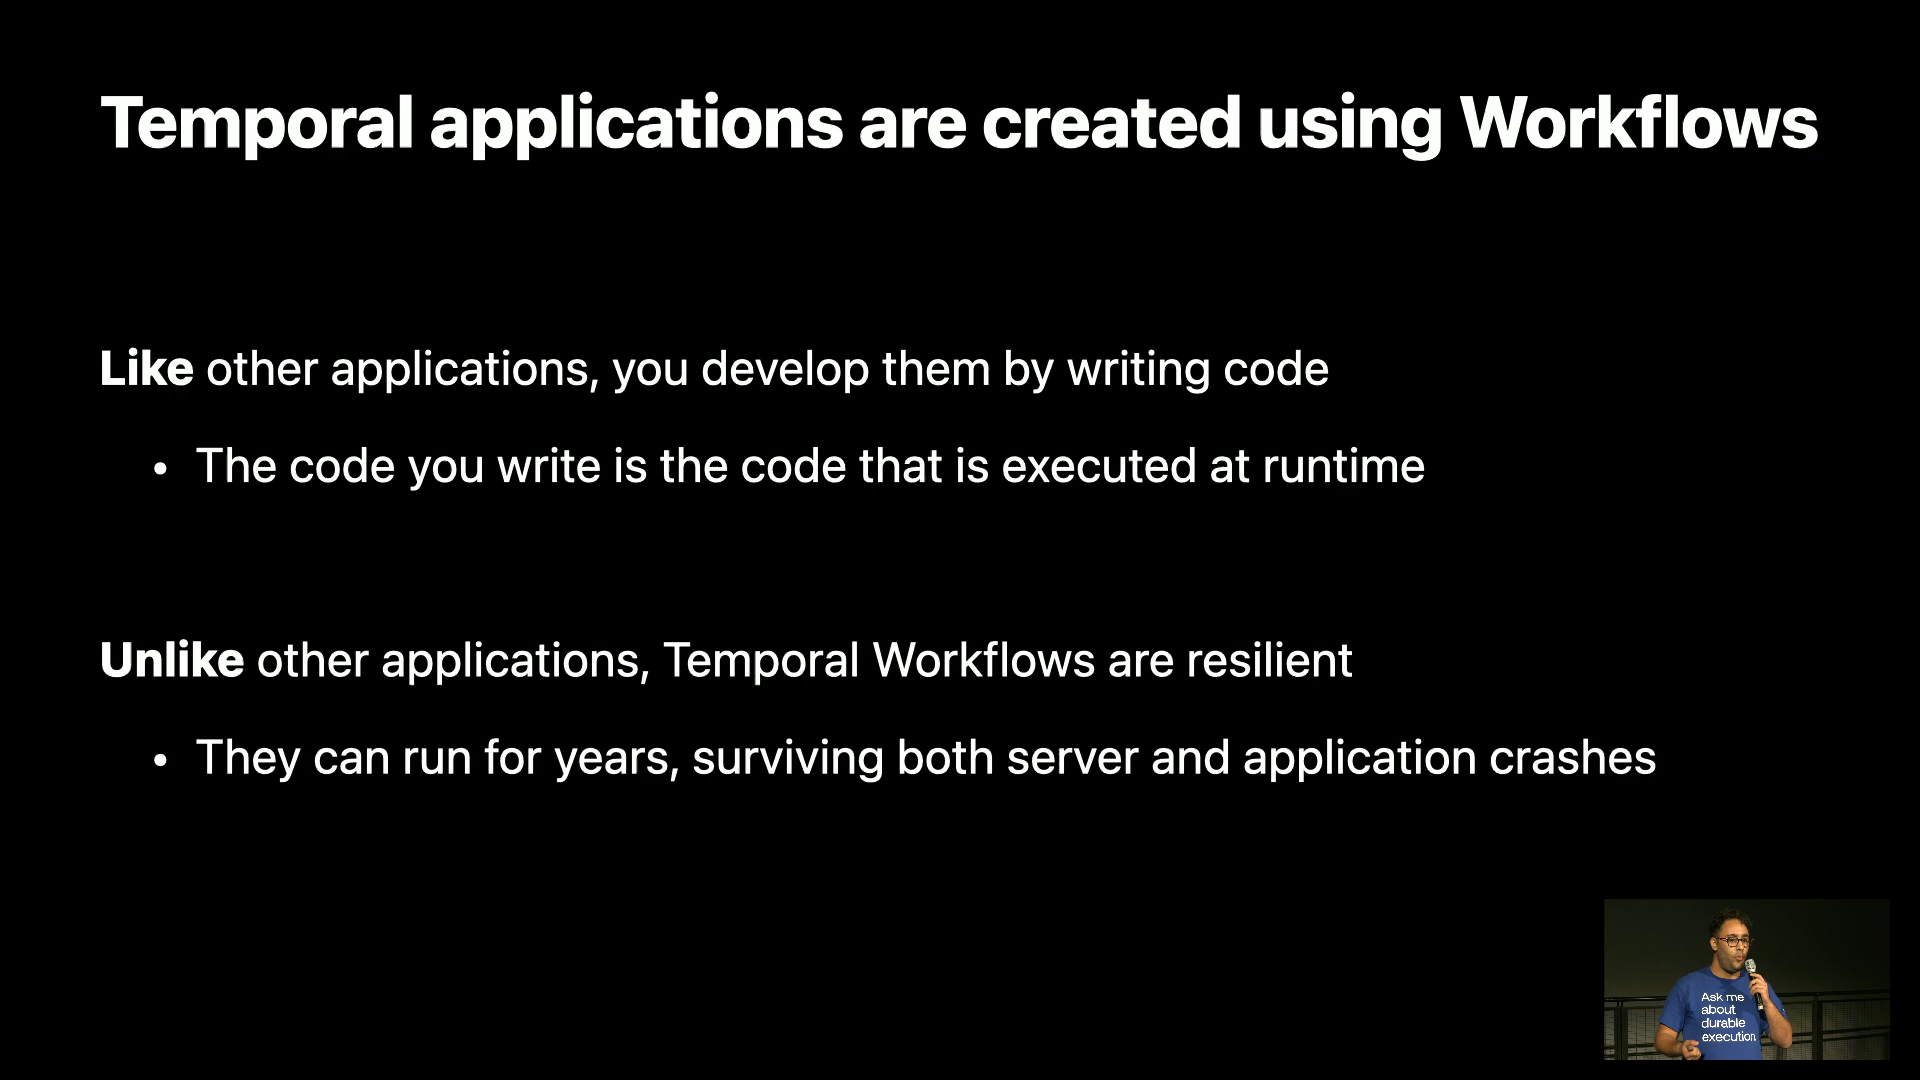 Temporal applications are created using Workflows
Like other applications, you develop them by writing code
• The code you write is the code that is executed at runtime
Unlike other applications, Temporal Workflows are resilient
• They can run for years, surviving both server and application crashes
Ask me
about
durable
execution